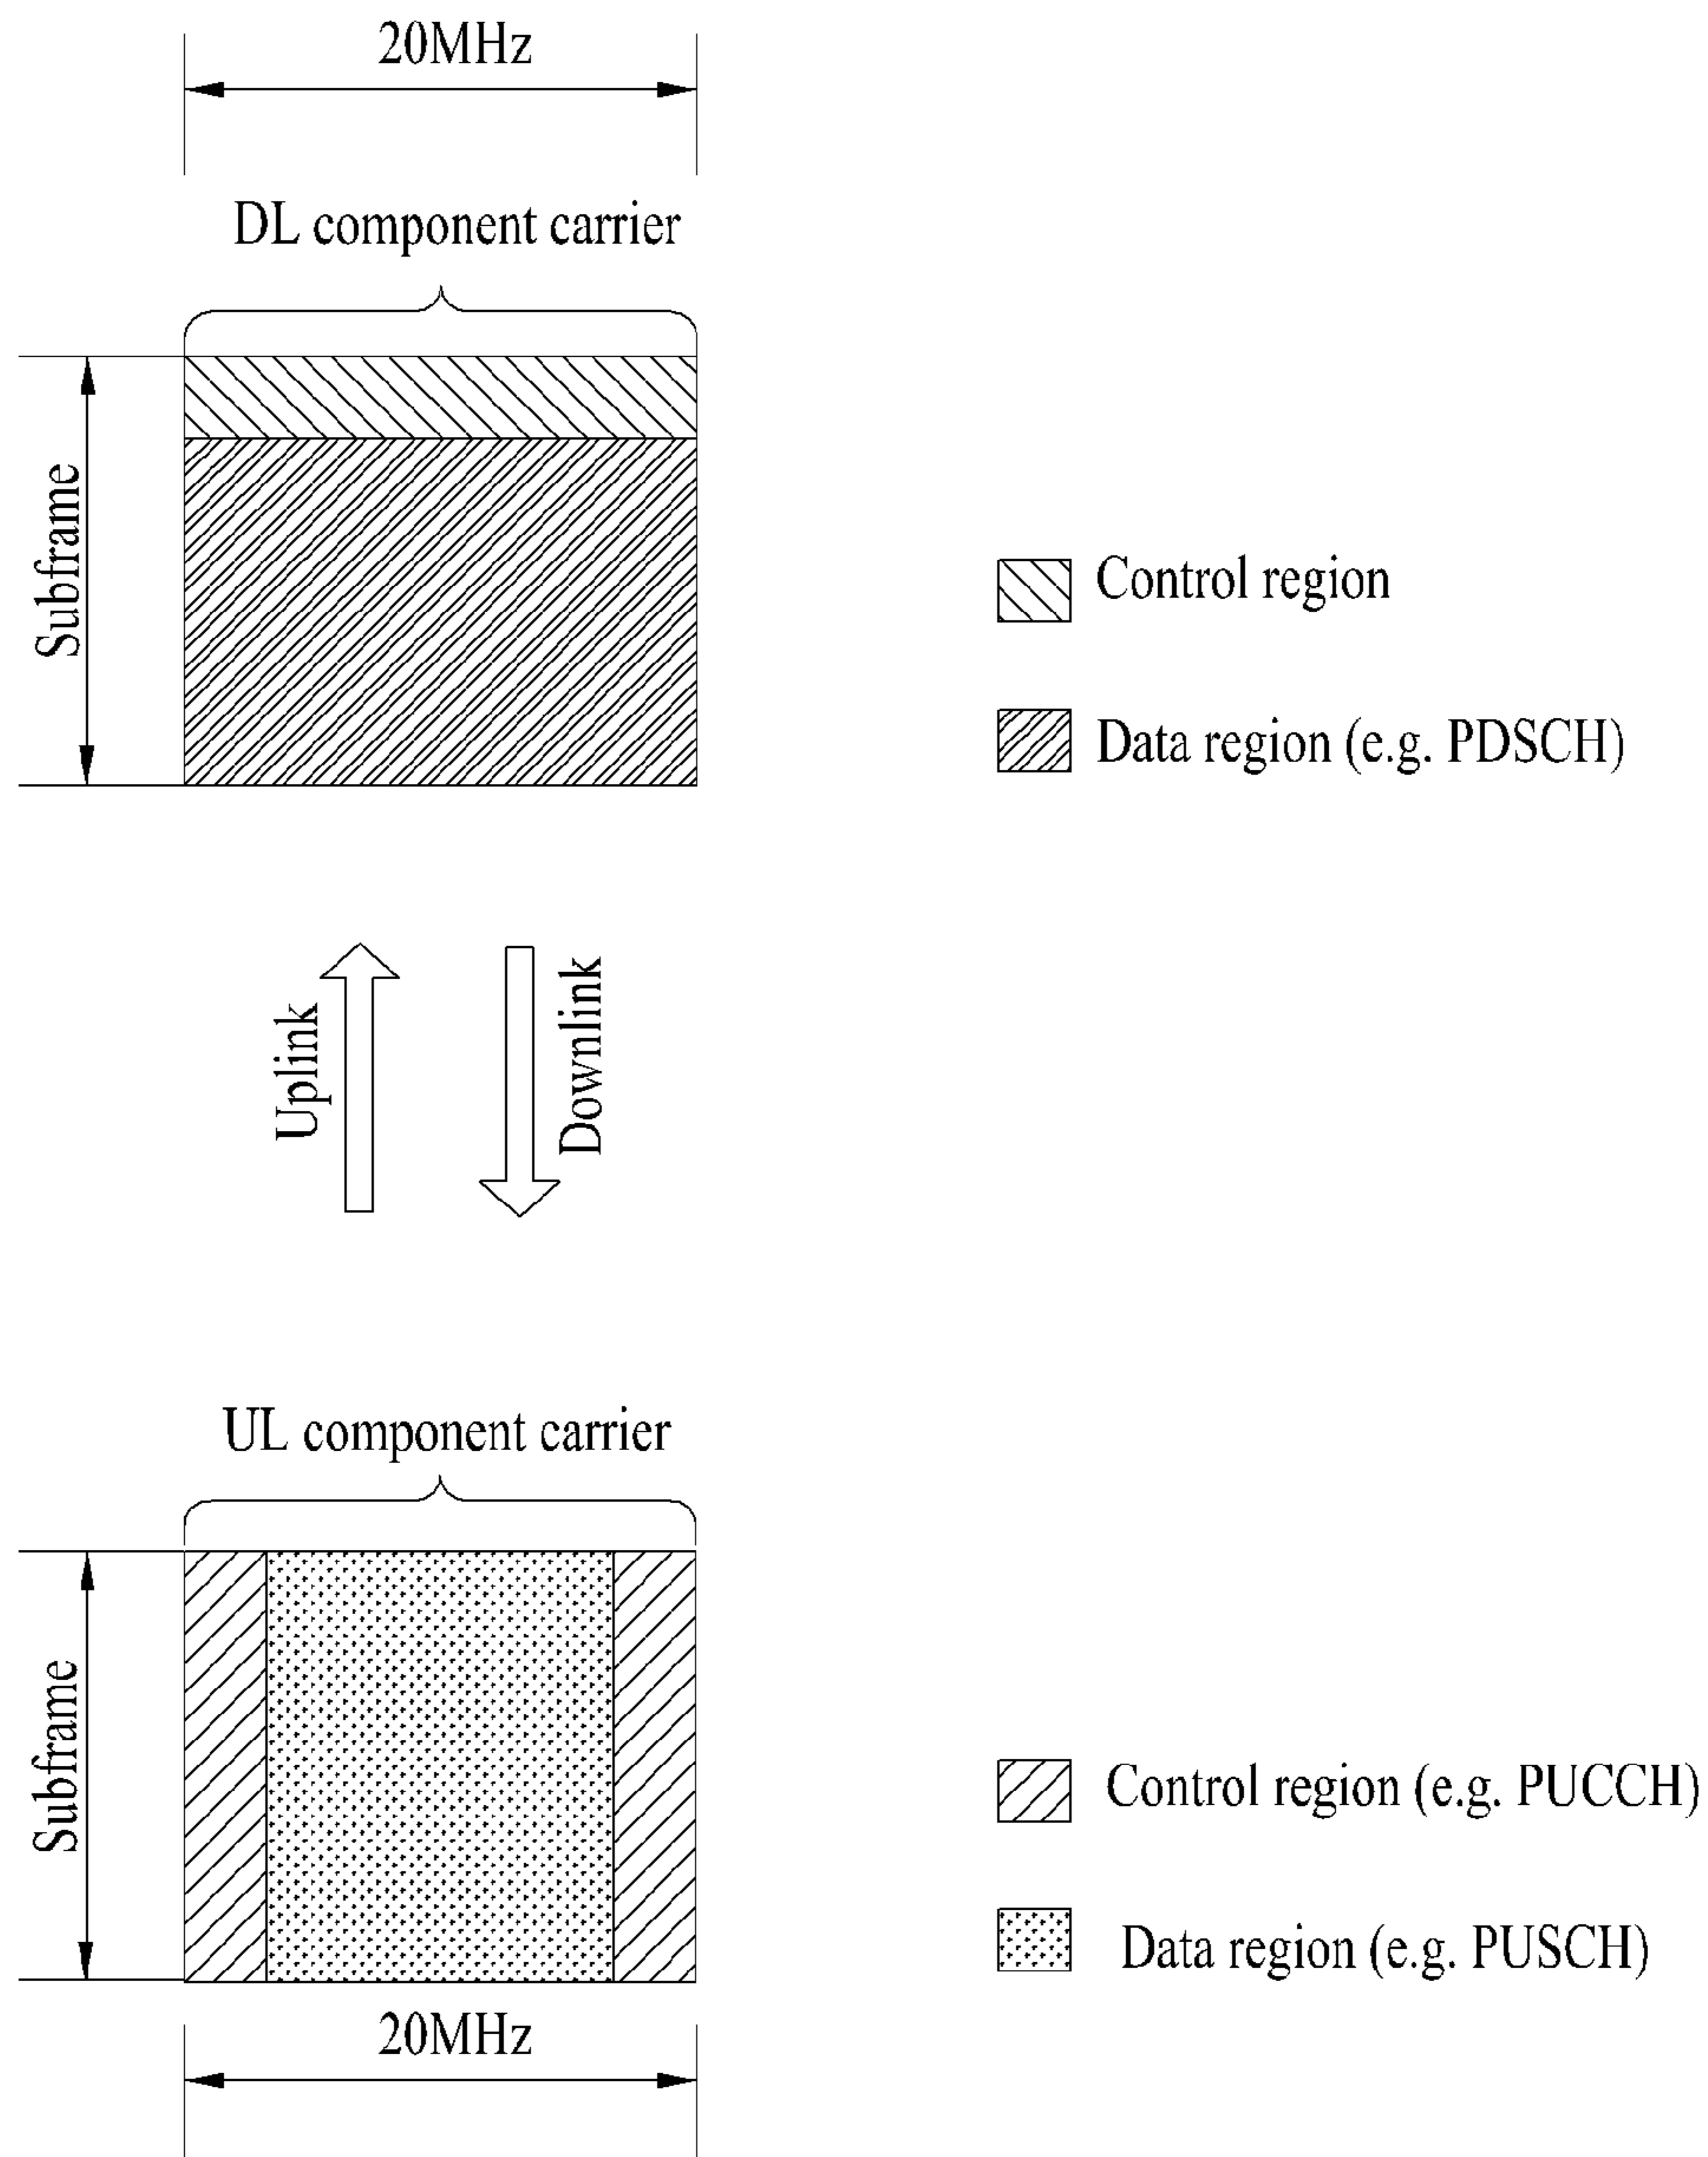 20MHz
DL component carrier
Subframe
Control region
Data region (e.g. PDSCH)
Uplink
Downlink
UL component carrier
Subframe
Control region (e.g. PUCCH)
Data region (e.g. PUSCH)
20MHz